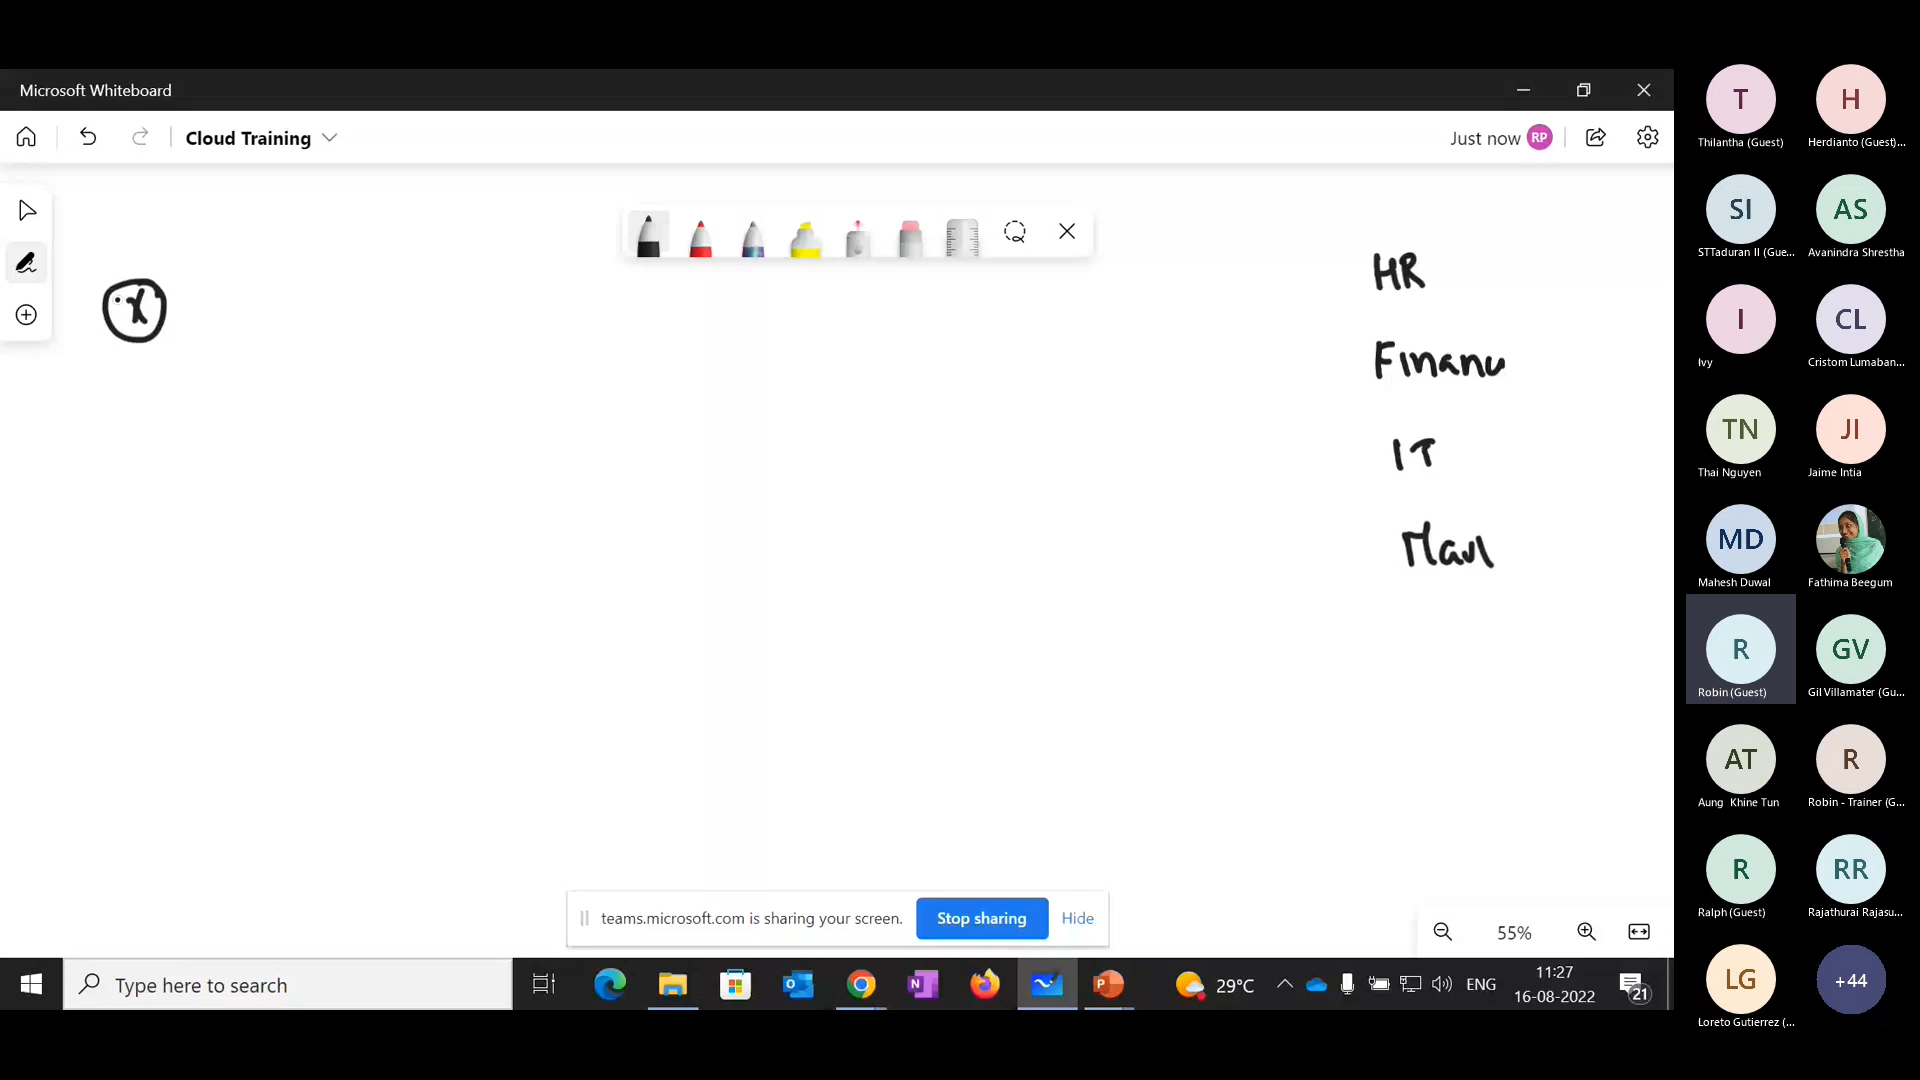 Microsoft Whiteboard
Cloud Training
Just now RP
X
HR
Finanu
IT
teams.microsoft.com is sharing your screen. Stop sharing Hide
55%
Type here to search
N
P
29°C
ENG
11:27
16-08-2022
21
T
Thilantha (Guest)
H
Herdianto (Guest)...
SI
STTaduran II (Gue...
AS
Avanindra Shrestha
I
Ivy
CL
Cristom Lumaban...
TN
Thai Nguyen
JI
Jaime Intia
MD
Mahesh Duwal
Fathima Beegum
R
Robin (Guest)
GV
Gil Villamater (Gu...
AT
Aung Khine Tun
R
Robin - Trainer (G...
R
Ralph (Guest)
RR
Rajathurai Rajasu...
LG
Loreto Gutierrez (...
+44